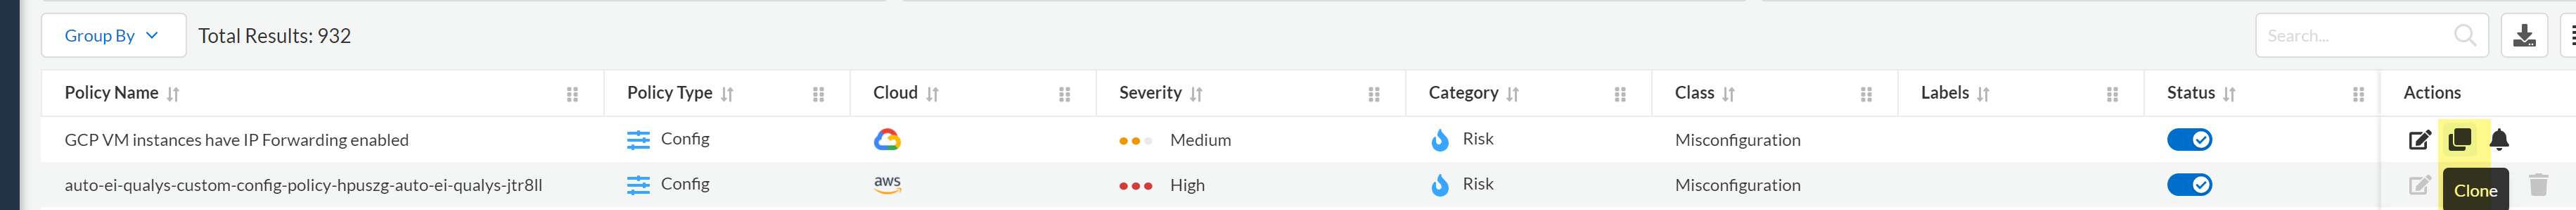 Group By Total Results: 932 Search...
Policy Name Policy Type Cloud Severity Category Class Labels Status Actions
GCP VM instances have IP Forwarding enabled Config Medium Risk Misconfiguration
auto-ei-qualys-custom-config-policy-hpuszg-auto-ei-qualys-jtr8ll Config aws High Risk Misconfiguration
Clone